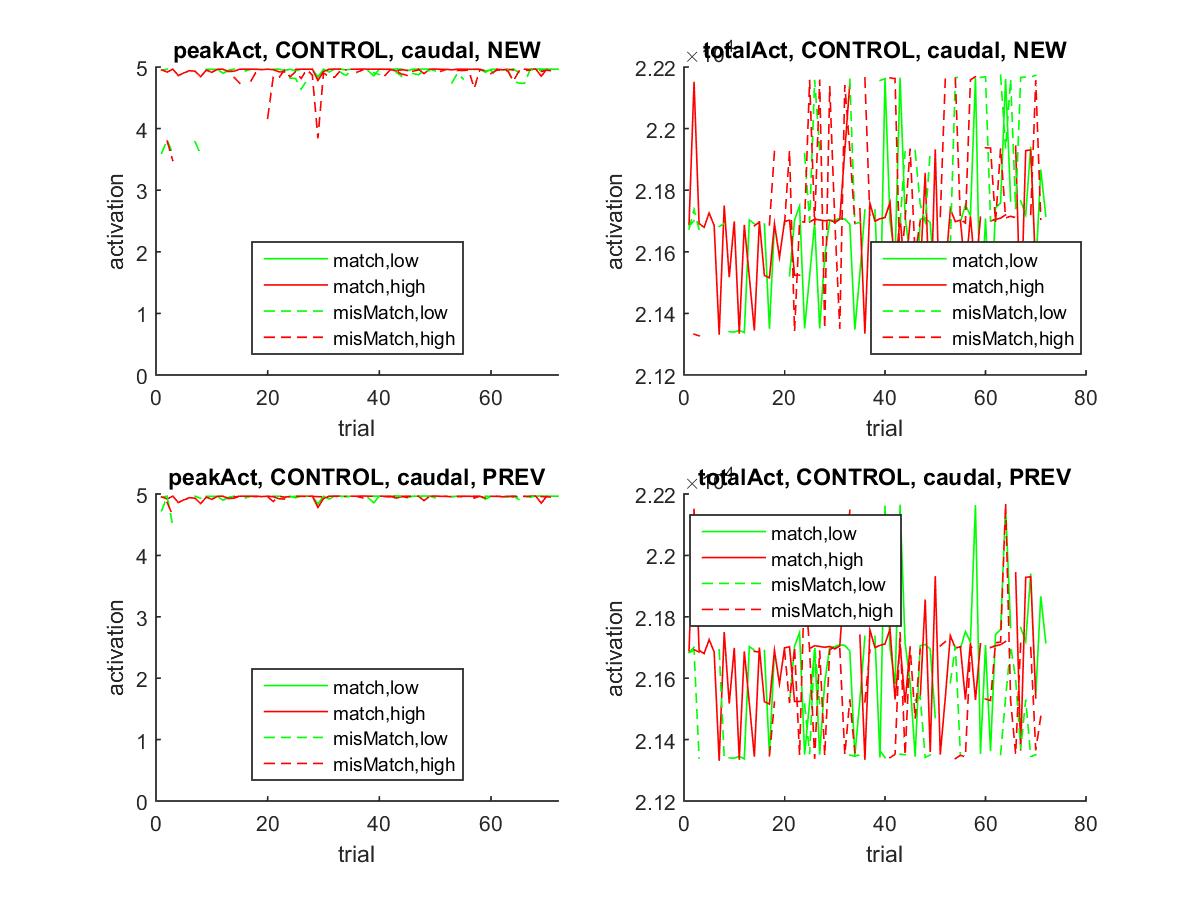 peakAct, CONTROL, caudal, NEW
5
4
3
2
1
0
activation
match,low
match,high
misMatch,low
misMatch,high
0 20 40 60
trial
totalAct, CONTROL, caudal, NEW
2.22
2.2
2.18
2.16
2.14
2.12
activation
match,low
match,high
misMatch,low
misMatch,high
0 20 40 60 80
trial
peakAct, CONTROL, caudal, PREV
5
4
3
2
1
0
activation
match,low
match,high
misMatch,low
misMatch,high
0 20 40 60
trial
totalAct, CONTROL, caudal, PREV
2.22
2.2
2.18
2.16
2.14
2.12
activation
match,low
match,high
misMatch,low
misMatch,high
0 20 40 60 80
trial